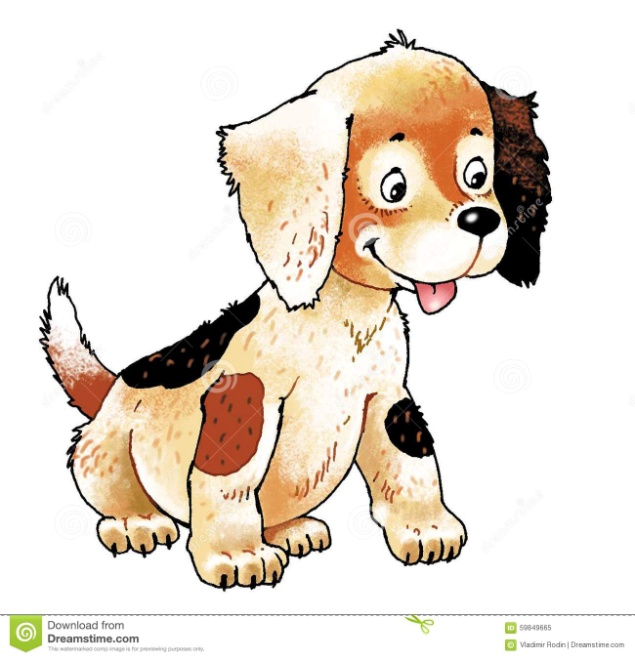 Download from
Dreamstime.com
This watermarked comp image is for previewing purposes only.
59849665
© Vladimir Rodin | Dreamstime.com